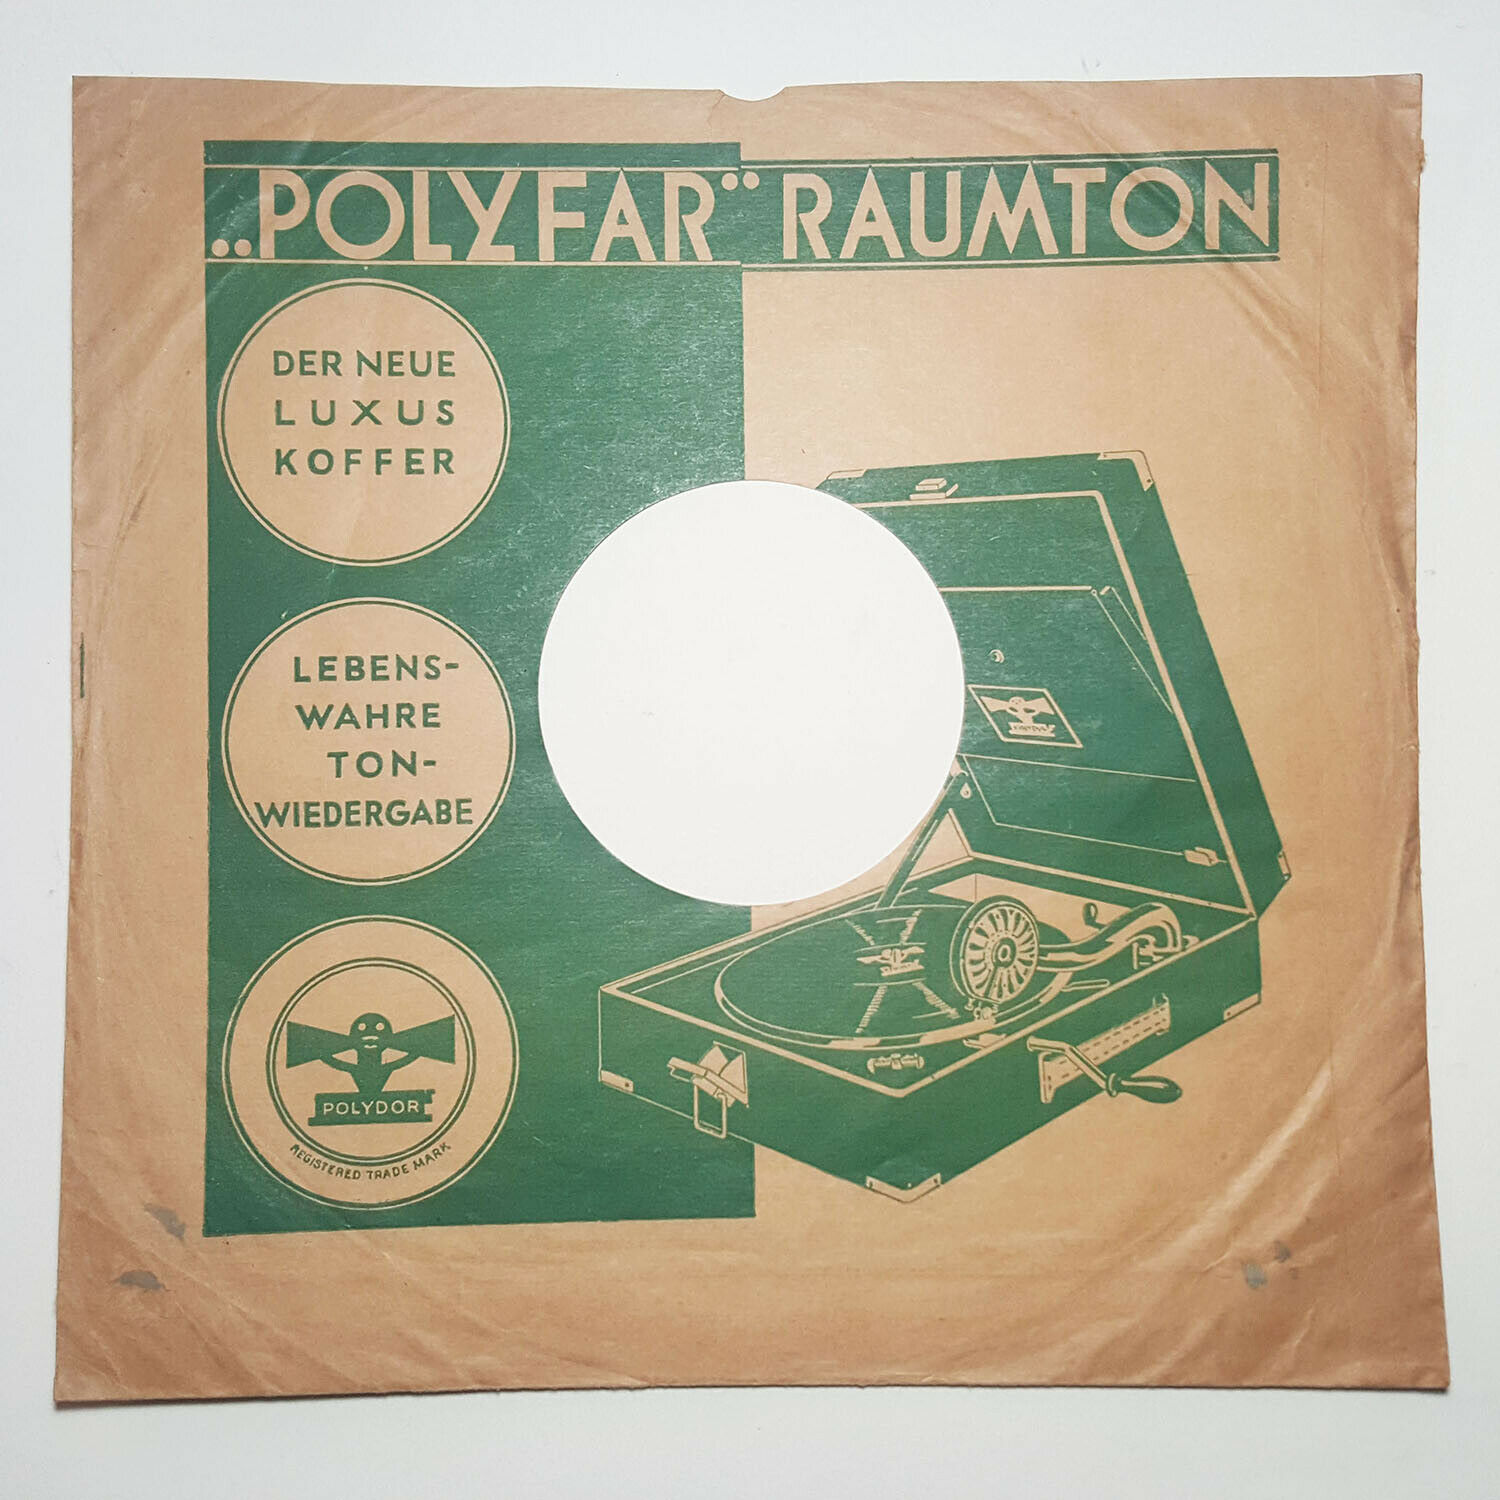 „POLYFAR” RAUMTON
DER NEUE
LUXUS
KOFFER
LEBENS-
WAHRE
TON-
WIEDERGABE
POLYDOR
REGISTERED TRADE MARK